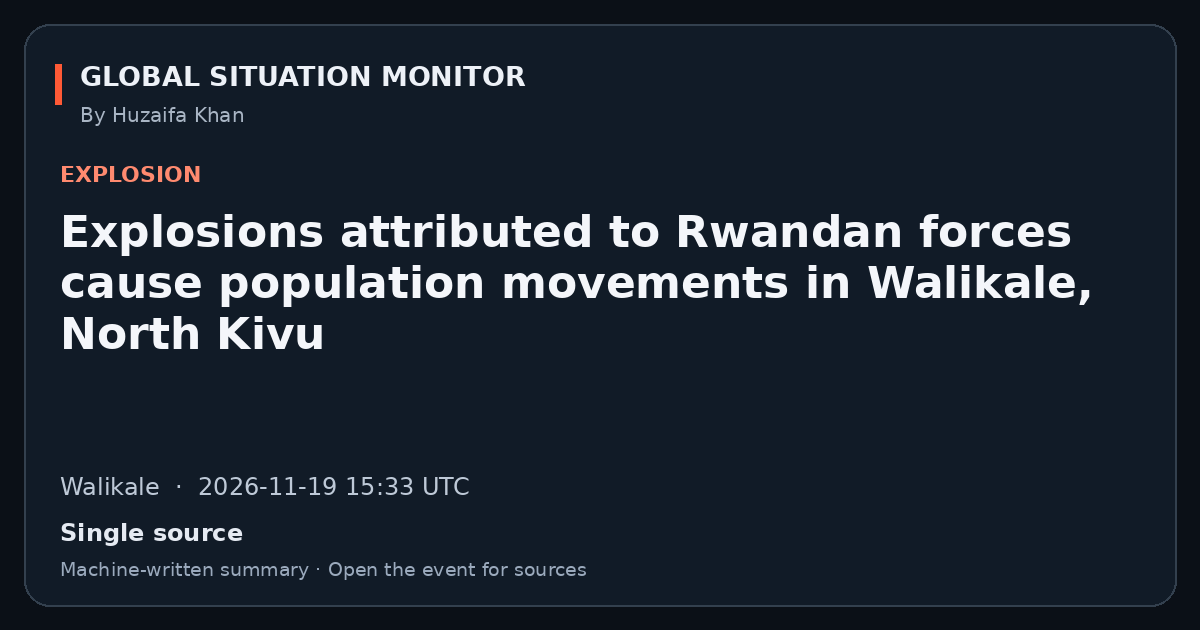 GLOBAL SITUATION MONITOR
By Huzaifa Khan
EXPLOSION
Explosions attributed to Rwandan forces
cause population movements in Walikale,
North Kivu
Walikale · 2026-11-19 15:33 UTC
Single source
Machine-written summary · Open the event for sources